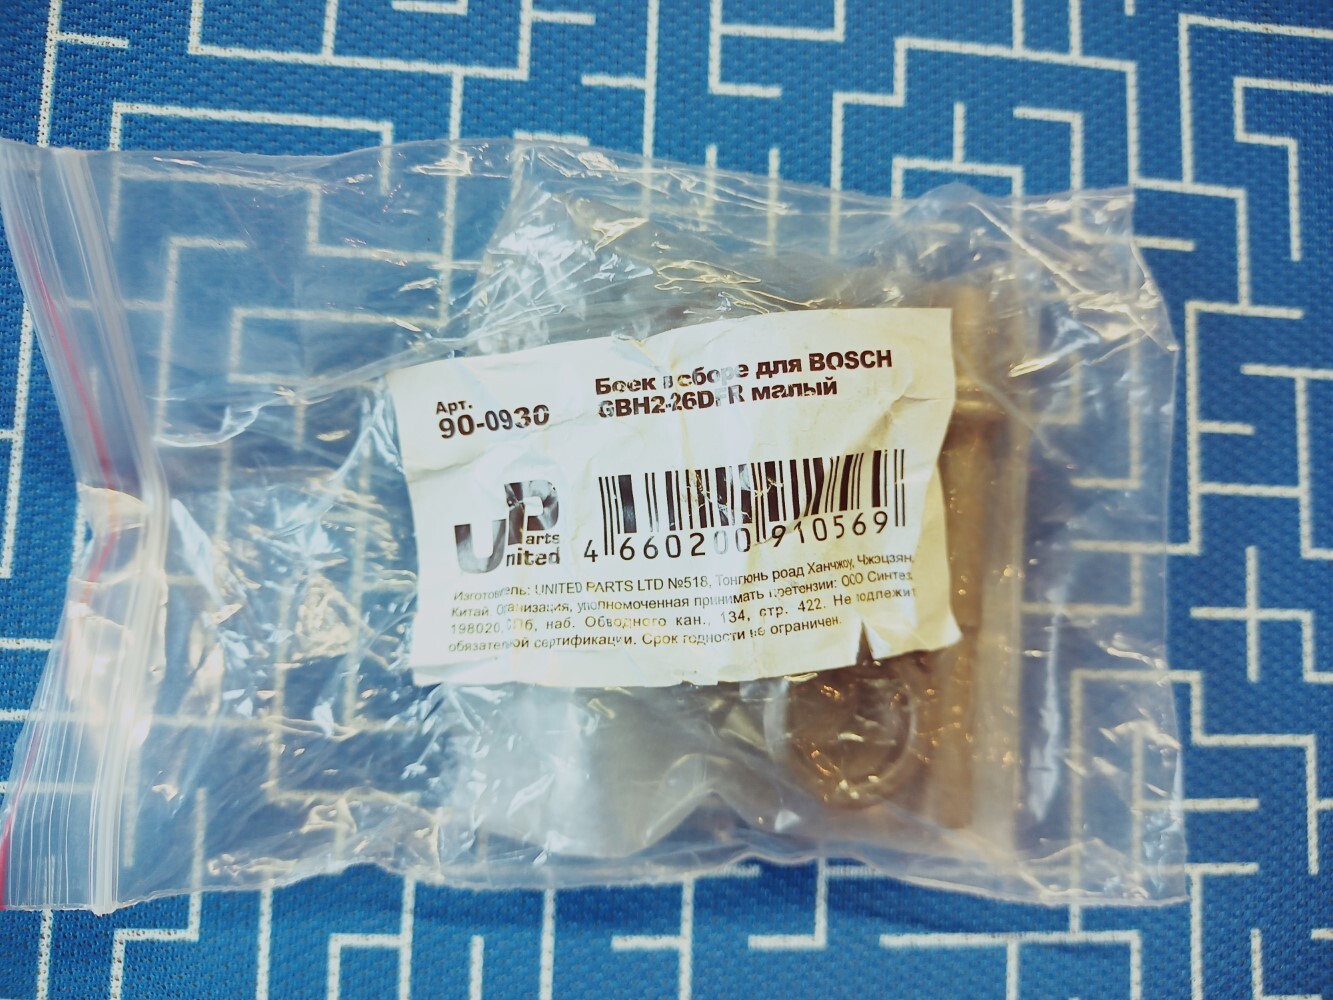 Арт.
90-0930
Боек в сборе для BOSCH
GBH2-26DFR малый
UP
arts
nited
4 660200 910569
Изготовитель: UNITED PARTS LTD №518, Тонгюнь роад Ханчжоу, Чжэцзян,
Китай. Организация, уполномоченная принимать претензии: ООО Синтез,
198020, СПб, наб. Обводного кан., 134, стр. 422. Не подлежит
обязательной сертификации. Срок годности не ограничен.